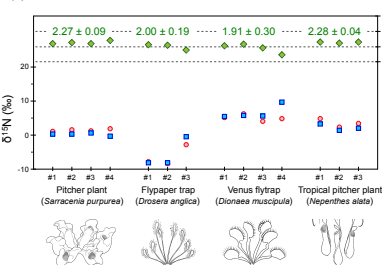 2.27 ± 0.09 2.00 ± 0.19 1.91 ± 0.30 2.28 ± 0.04
20
10
0
-10
δ¹⁵N (‰)
#1 #2 #3 #4 #1 #2 #3 #1 #2 #3 #4 #1 #2 #3
Pitcher plant Flypaper trap Venus flytrap Tropical pitcher plant
(Sarracenia purpurea) (Drosera anglica) (Dionaea muscipula) (Nepenthes alata)